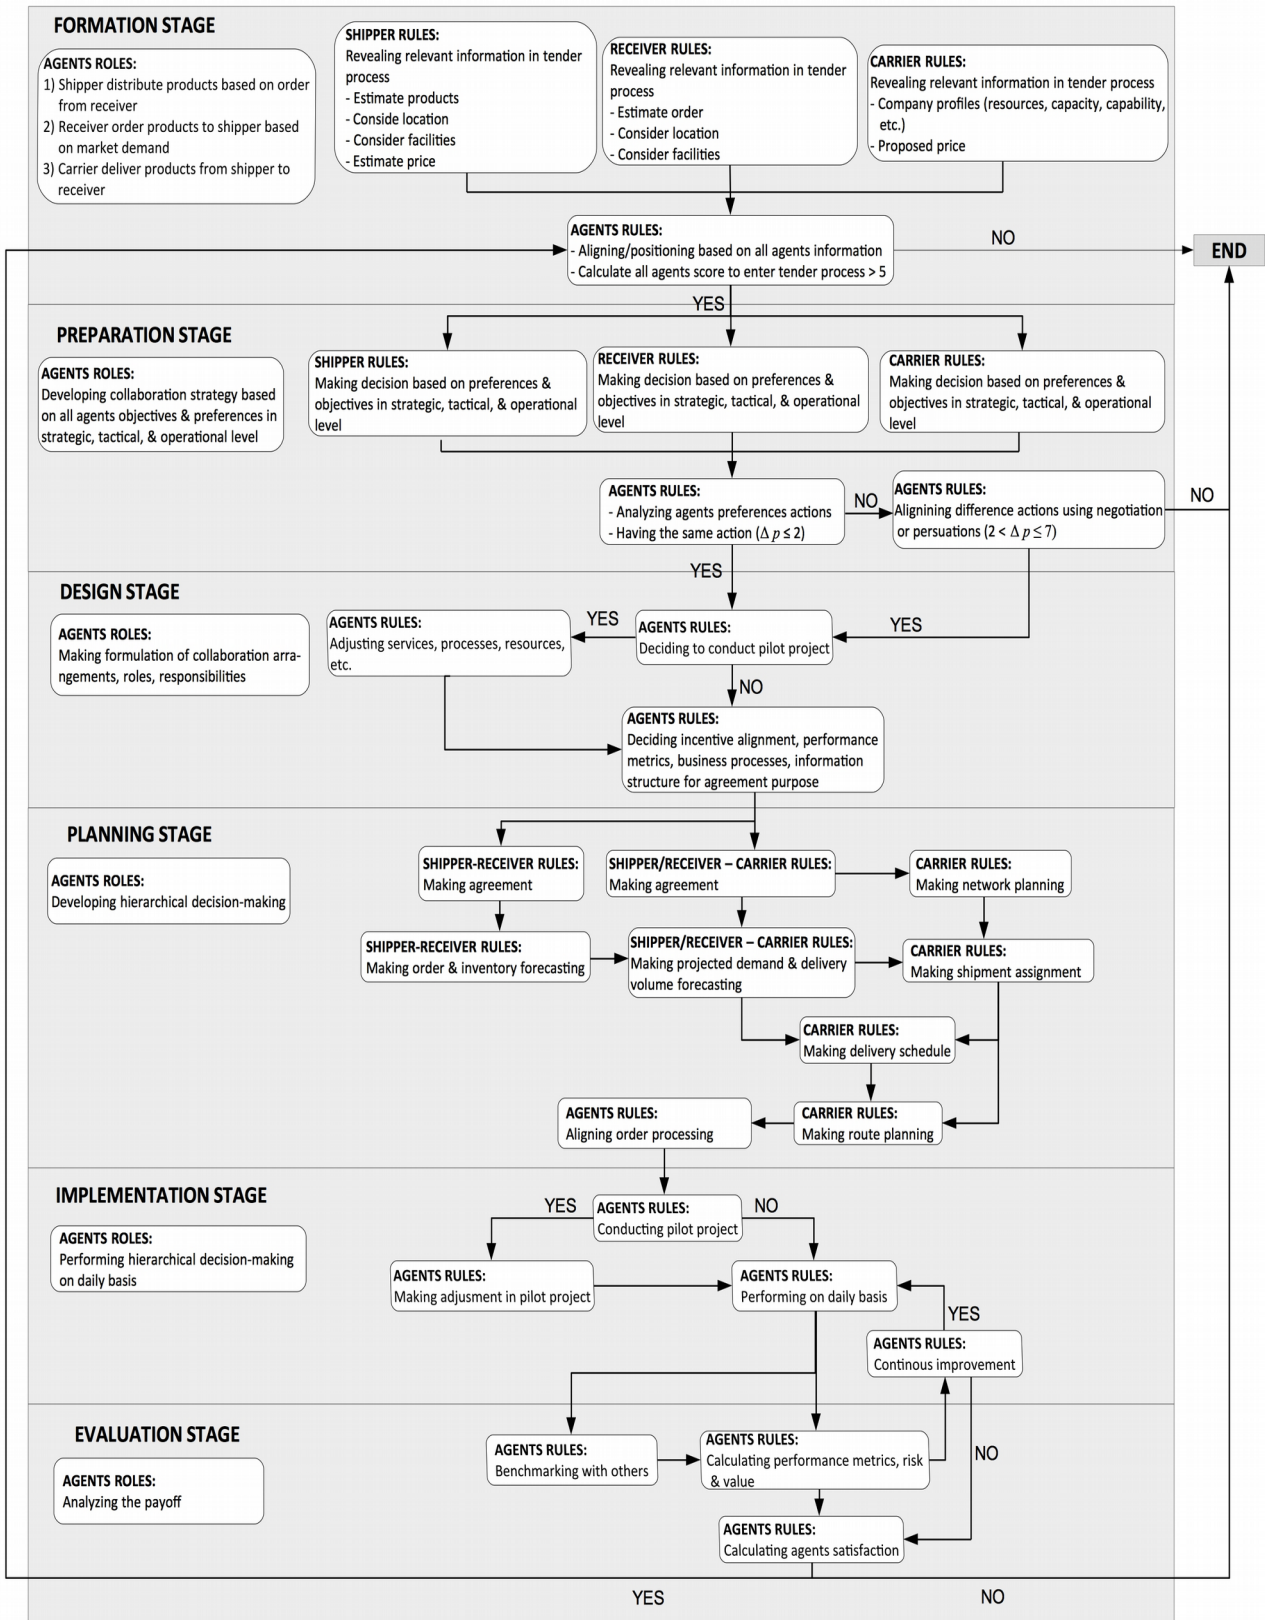 FORMATION STAGE
AGENTS ROLES:
1) Shipper distribute products based on order
from receiver
2) Receiver order products to shipper based
on market demand
3) Carrier deliver products from shipper to
receiver
SHIPPER RULES:
Revealing relevant information in tender
process
- Estimate products
- Conside location
- Consider facilities
- Estimate price
RECEIVER RULES:
Revealing relevant information in tender
process
- Estimate order
- Consider location
- Consider facilities
CARRIER RULES:
Revealing relevant information in tender process
- Company profiles (resources, capacity, capability,
etc.)
- Proposed price
AGENTS RULES:
- Aligning/positioning based on all agents information
- Calculate all agents score to enter tender process > 5
NO
END
YES
PREPARATION STAGE
AGENTS ROLES:
Developing collaboration strategy based
on all agents objectives & preferences in
strategic, tactical, & operational level
SHIPPER RULES:
Making decision based on preferences &
objectives in strategic, tactical, & operational
level
RECEIVER RULES:
Making decision based on preferences &
objectives in strategic, tactical, & operational
level
CARRIER RULES:
Making decision based on preferences &
objectives in strategic, tactical, & operational
level
AGENTS RULES:
- Analyzing agents preferences actions
- Having the same action (Δ p ≤ 2)
NO
AGENTS RULES:
Alignining difference actions using negotiation
or persuations (2 < Δ p ≤ 7)
NO
YES
DESIGN STAGE
AGENTS ROLES:
Making formulation of collaboration arra-
ngements, roles, responsibilities
AGENTS RULES:
Adjusting services, processes, resources,
etc.
YES
AGENTS RULES:
Deciding to conduct pilot project
YES
NO
AGENTS RULES:
Deciding incentive alignment, performance
metrics, business processes, information
structure for agreement purpose
PLANNING STAGE
AGENTS ROLES:
Developing hierarchical decision-making
SHIPPER-RECEIVER RULES:
Making agreement
SHIPPER/RECEIVER – CARRIER RULES:
Making agreement
CARRIER RULES:
Making network planning
SHIPPER-RECEIVER RULES:
Making order & inventory forecasting
SHIPPER/RECEIVER – CARRIER RULES:
Making projected demand & delivery
volume forecasting
CARRIER RULES:
Making shipment assignment
CARRIER RULES:
Making delivery schedule
AGENTS RULES:
Aligning order processing
CARRIER RULES:
Making route planning
IMPLEMENTATION STAGE
AGENTS ROLES:
Performing hierarchical decision-making
on daily basis
YES
AGENTS RULES:
Conducting pilot project
NO
AGENTS RULES:
Making adjusment in pilot project
AGENTS RULES:
Performing on daily basis
YES
AGENTS RULES:
Continous improvement
EVALUATION STAGE
AGENTS ROLES:
Analyzing the payoff
AGENTS RULES:
Benchmarking with others
AGENTS RULES:
Calculating performance metrics, risk
& value
NO
AGENTS RULES:
Calculating agents satisfaction
YES
NO